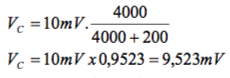 V_C = 10mV. 4000/(4000 + 200)
V_C = 10mV x 0,9523 = 9,523mV